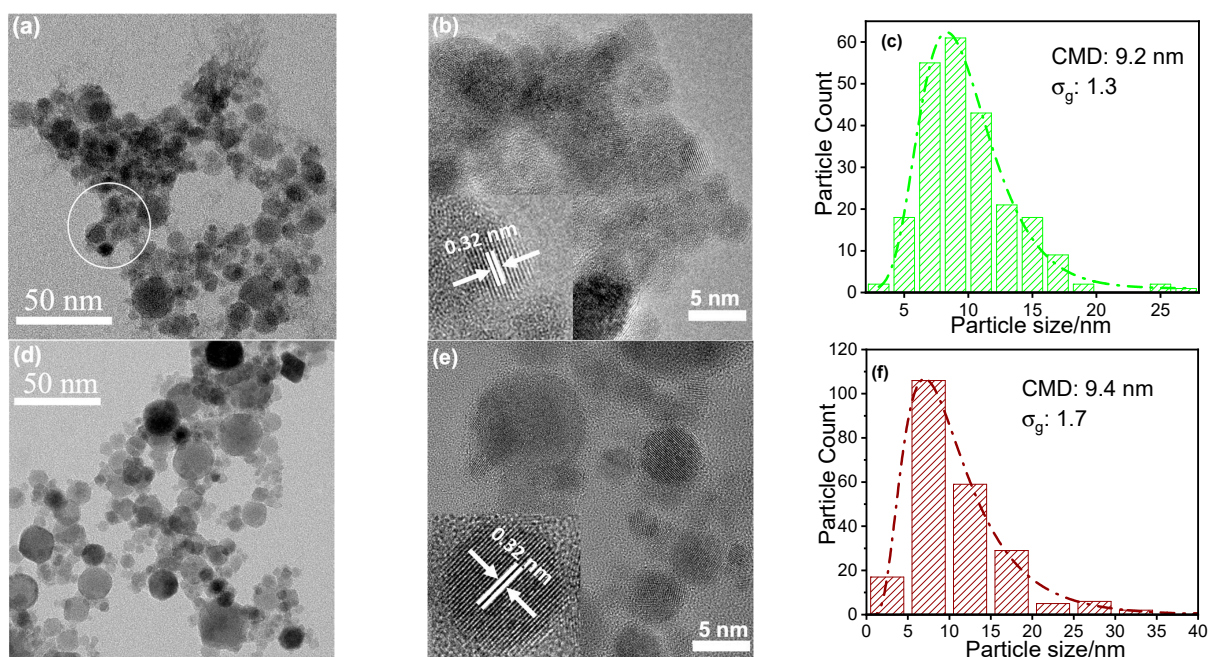 (a)
50 nm
(b)
0.32 nm
5 nm
(c)
CMD: 9.2 nm
σg: 1.3
Particle Count
60
50
40
30
20
10
0
5 10 15 20 25
Particle size/nm
(d)
50 nm
(e)
0.32 nm
5 nm
(f)
CMD: 9.4 nm
σg: 1.7
Particle Count
120
100
80
60
40
20
0
0 5 10 15 20 25 30 35 40
Particle size/nm